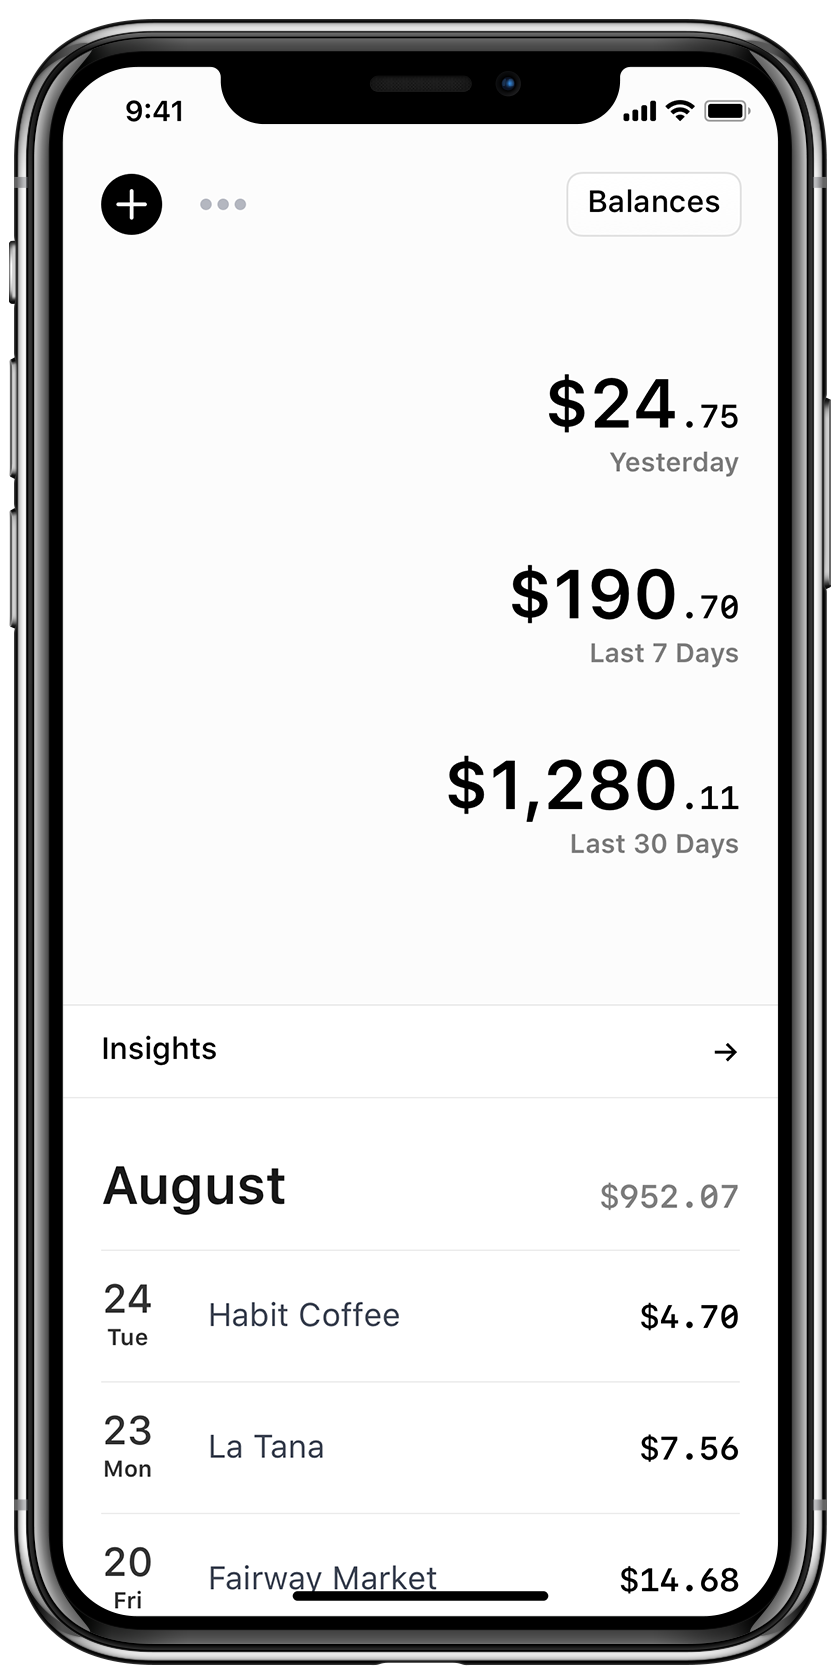 9:41
Balances
$24.75
Yesterday
$190.70
Last 7 Days
$1,280.11
Last 30 Days
Insights →
August $952.07
24 Habit Coffee $4.70
Tue
23 La Tana $7.56
Mon
20 Fairway Market $14.68
Fri